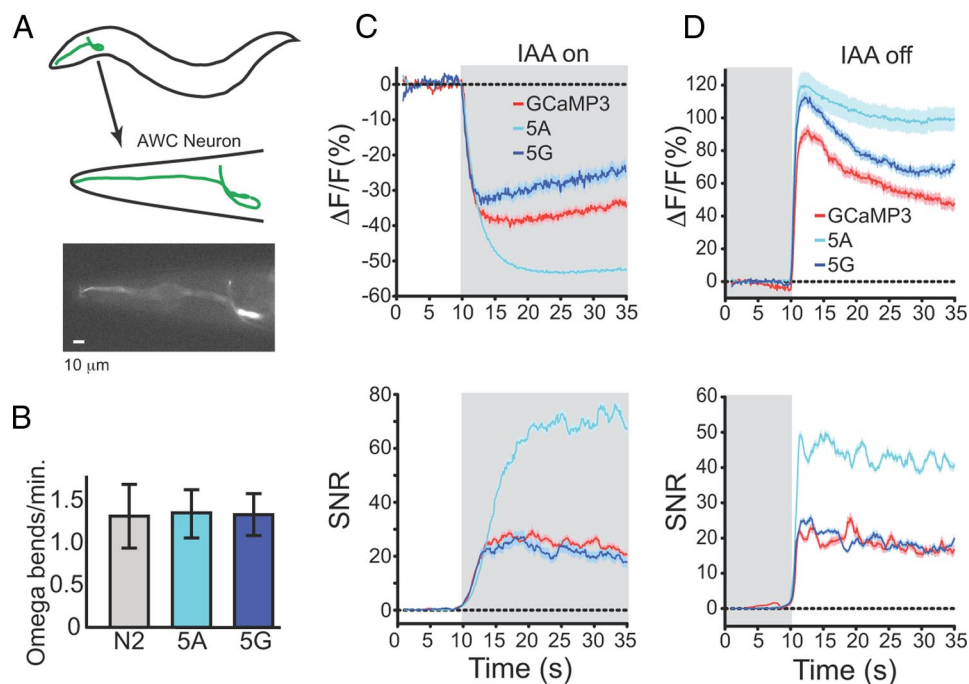 A
AWC Neuron
10 μm
B
Omega bends/min.
1.5
1.0
0.5
0
N2
5A
5G
C
IAA on
ΔF/F(%)
0
-10
-20
-30
-40
-50
-60
GCaMP3
5A
5G
0 5 10 15 20 25 30 35
SNR
80
60
40
20
0
0 5 10 15 20 25 30 35
Time (s)
D
IAA off
ΔF/F(%)
120
100
80
60
40
20
0
GCaMP3
5A
5G
0 5 10 15 20 25 30 35
SNR
60
50
40
30
20
10
0
0 5 10 15 20 25 30 35
Time (s)